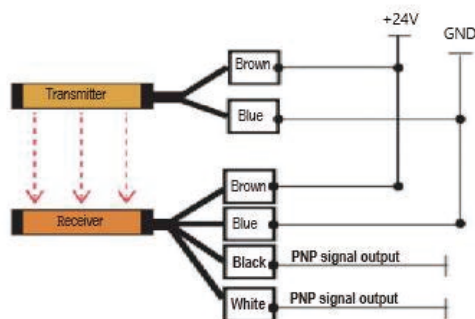 +24V
GND
Brown
Transmitter
Blue
Brown
Receiver
Blue
Black PNP signal output
White PNP signal output